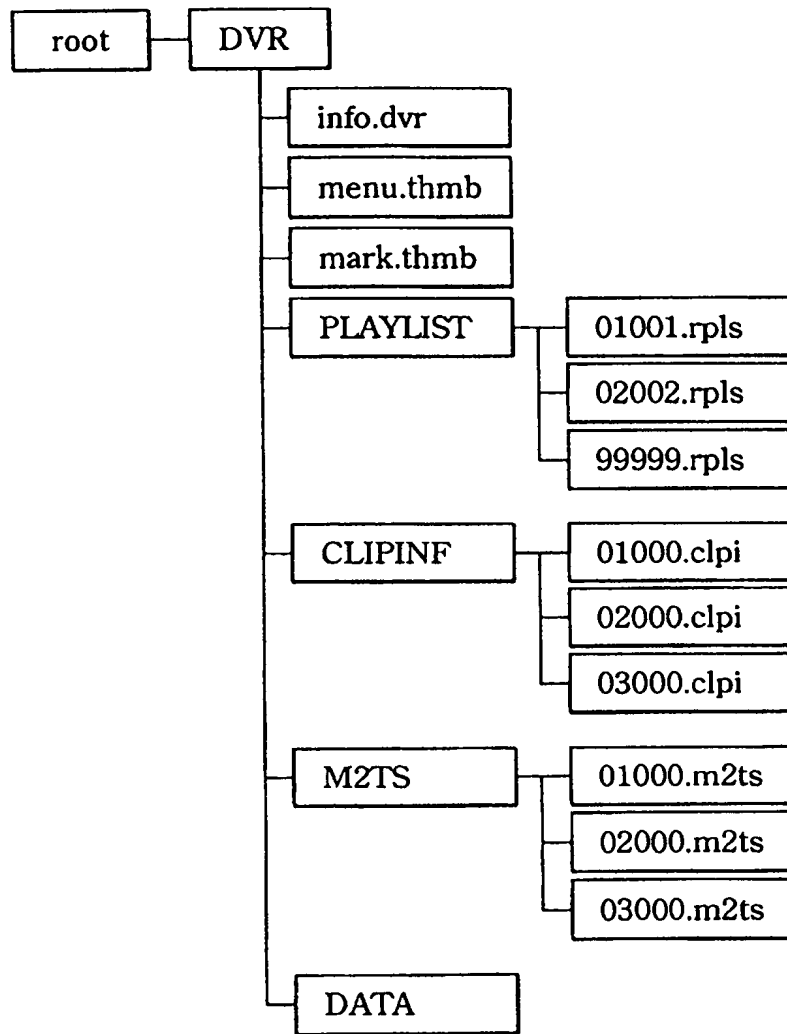 root
DVR
info.dvr
menu.thmb
mark.thmb
PLAYLIST
01001.rpls
02002.rpls
99999.rpls
CLIPINF
01000.clpi
02000.clpi
03000.clpi
M2TS
01000.m2ts
02000.m2ts
03000.m2ts
DATA